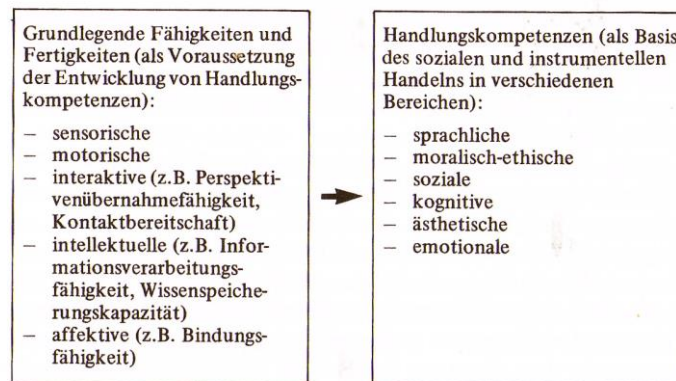 Grundlegende Fähigkeiten und
Fertigkeiten (als Voraussetzung
der Entwicklung von Handlungs-
kompetenzen):
— sensorische
— motorische
— interaktive (z.B. Perspekti-
venübernahmefähigkeit,
Kontaktbereitschaft)
— intellektuelle (z.B. Infor-
mationsverarbeitungs-
fähigkeit, Wissenspeiche-
rungskapazität)
— affektive (z.B. Bindungs-
fähigkeit)
Handlungskompetenzen (als Basis
des sozialen und instrumentellen
Handelns in verschiedenen
Bereichen):
— sprachliche
— moralisch-ethische
— soziale
— kognitive
— ästhetische
— emotionale